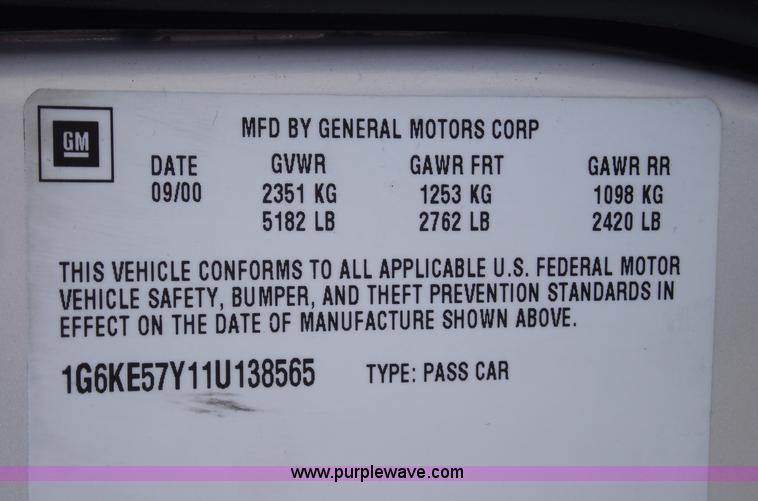 GM
MFD BY GENERAL MOTORS CORP
DATE GVWR GAWR FRT GAWR RR
09/00 2351 KG 1253 KG 1098 KG
5182 LB 2762 LB 2420 LB
THIS VEHICLE CONFORMS TO ALL APPLICABLE U.S. FEDERAL MOTOR
VEHICLE SAFETY, BUMPER, AND THEFT PREVENTION STANDARDS IN
EFFECT ON THE DATE OF MANUFACTURE SHOWN ABOVE.
1G6KE57Y11U138565 TYPE: PASS CAR
www.purplewave.com